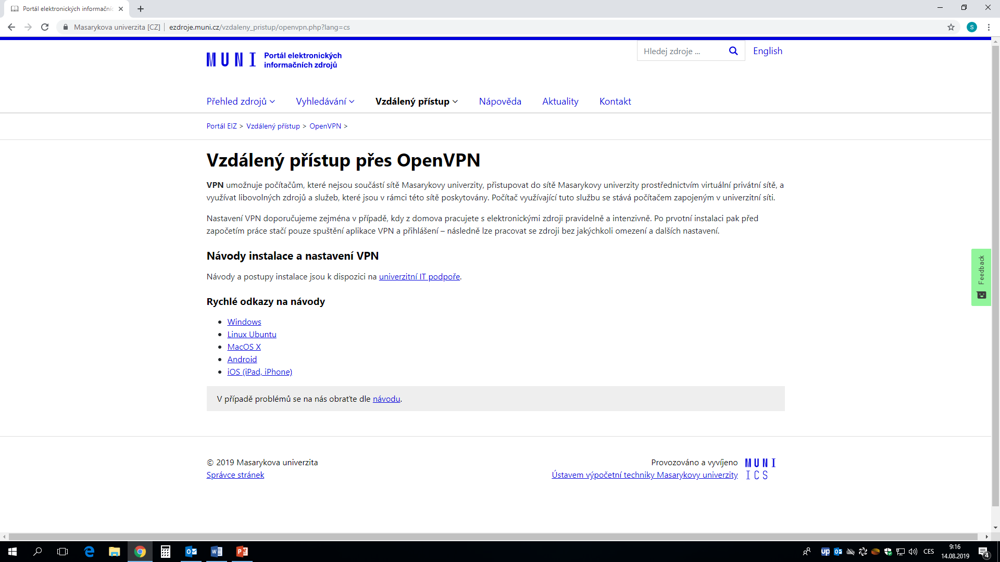 Portál elektronických informačníc
Masarykova univerzita [CZ] | ezdroje.muni.cz/vzdaleny_pristup/openvpn.php?lang=cs
S
MUNI Portál elektronických
informačních zdrojů
Hledej zdroje ...
English
Přehled zdrojů
Vyhledávání
Vzdálený přístup
Nápověda
Aktuality
Kontakt
Portál EIZ > Vzdálený přístup > OpenVPN >
Vzdálený přístup přes OpenVPN
VPN umožnuje počítačům, které nejsou součástí sítě Masarykovy univerzity, přistupovat do sítě Masarykovy univerzity prostřednictvím virtuální privátní sítě, a
využívat libovolných zdrojů a služeb, které jsou v rámci této sítě poskytovány. Počítač využívající tuto službu se stává počítačem zapojeným v univerzitní síti.
Nastavení VPN doporučujeme zejména v případě, kdy z domova pracujete s elektronickými zdroji pravidelně a intenzivně. Po prvotní instalaci pak před
započetím práce stačí pouze spuštění aplikace VPN a přihlášení – následně lze pracovat se zdroji bez jakýchkoli omezení a dalších nastavení.
Návody instalace a nastavení VPN
Návody a postupy instalace jsou k dispozici na univerzitní IT podpoře.
Rychlé odkazy na návody
Windows
Linux Ubuntu
MacOS X
Android
iOS (iPad, iPhone)
V případě problémů se na nás obraťte dle návodu.
Feedback
© 2019 Masarykova univerzita
Správce stránek
Provozováno a vyvíjeno
Ústavem výpočetní techniky Masarykovy univerzity
MUNI
ICS
up
CES
9:16
14.08.2019
4